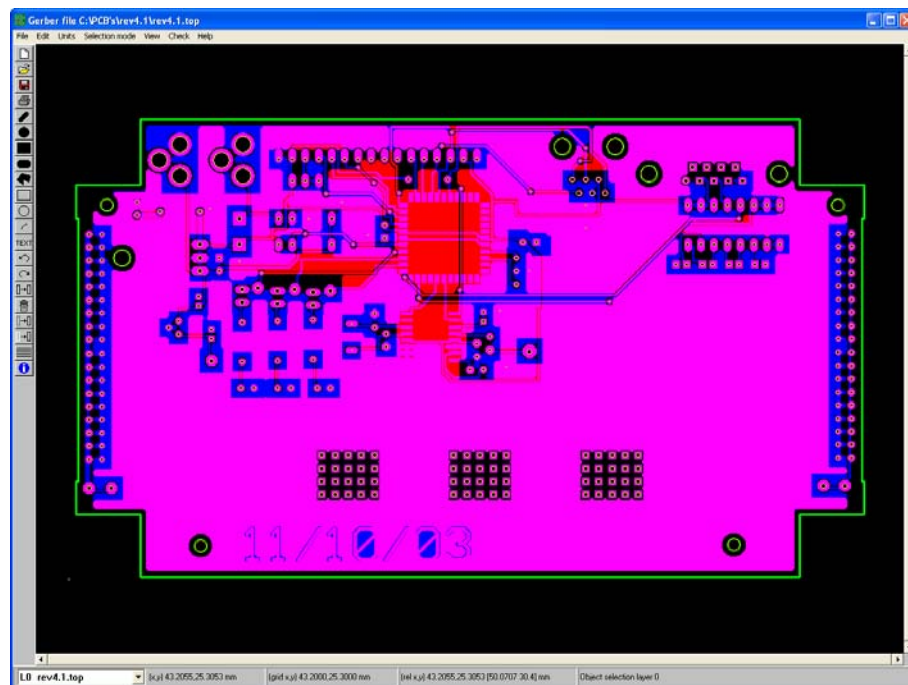 Gerber file C:\PCB's\rev4.1\rev4.1.top
File Edit Units Selection mode View Check Help
TEXT
11/10/03
L0 rev4.1.top (x,y) 43.2055,25.3053 mm (grid x,y) 43.2000,25.3000 mm (rel x,y) 43.2055,25.3053 [50.0707 30.4] mm Object selection layer 0